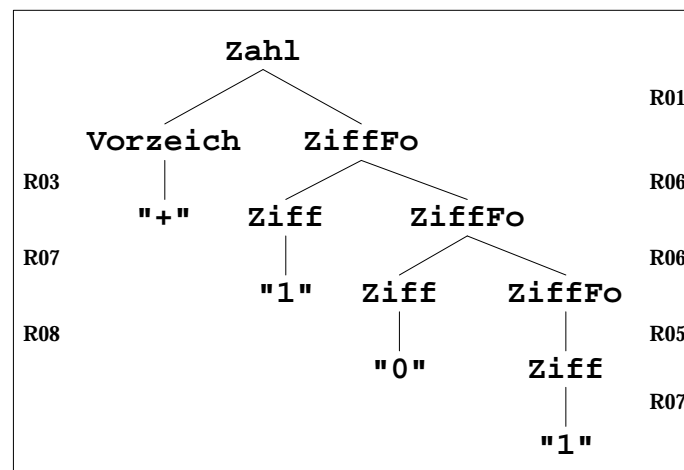 Zahl
R01
Vorzeich ZiffFo
R03 R06
"+" Ziff ZiffFo
R07 R06
"1" Ziff ZiffFo
R08 R05
"0" Ziff
R07
"1"